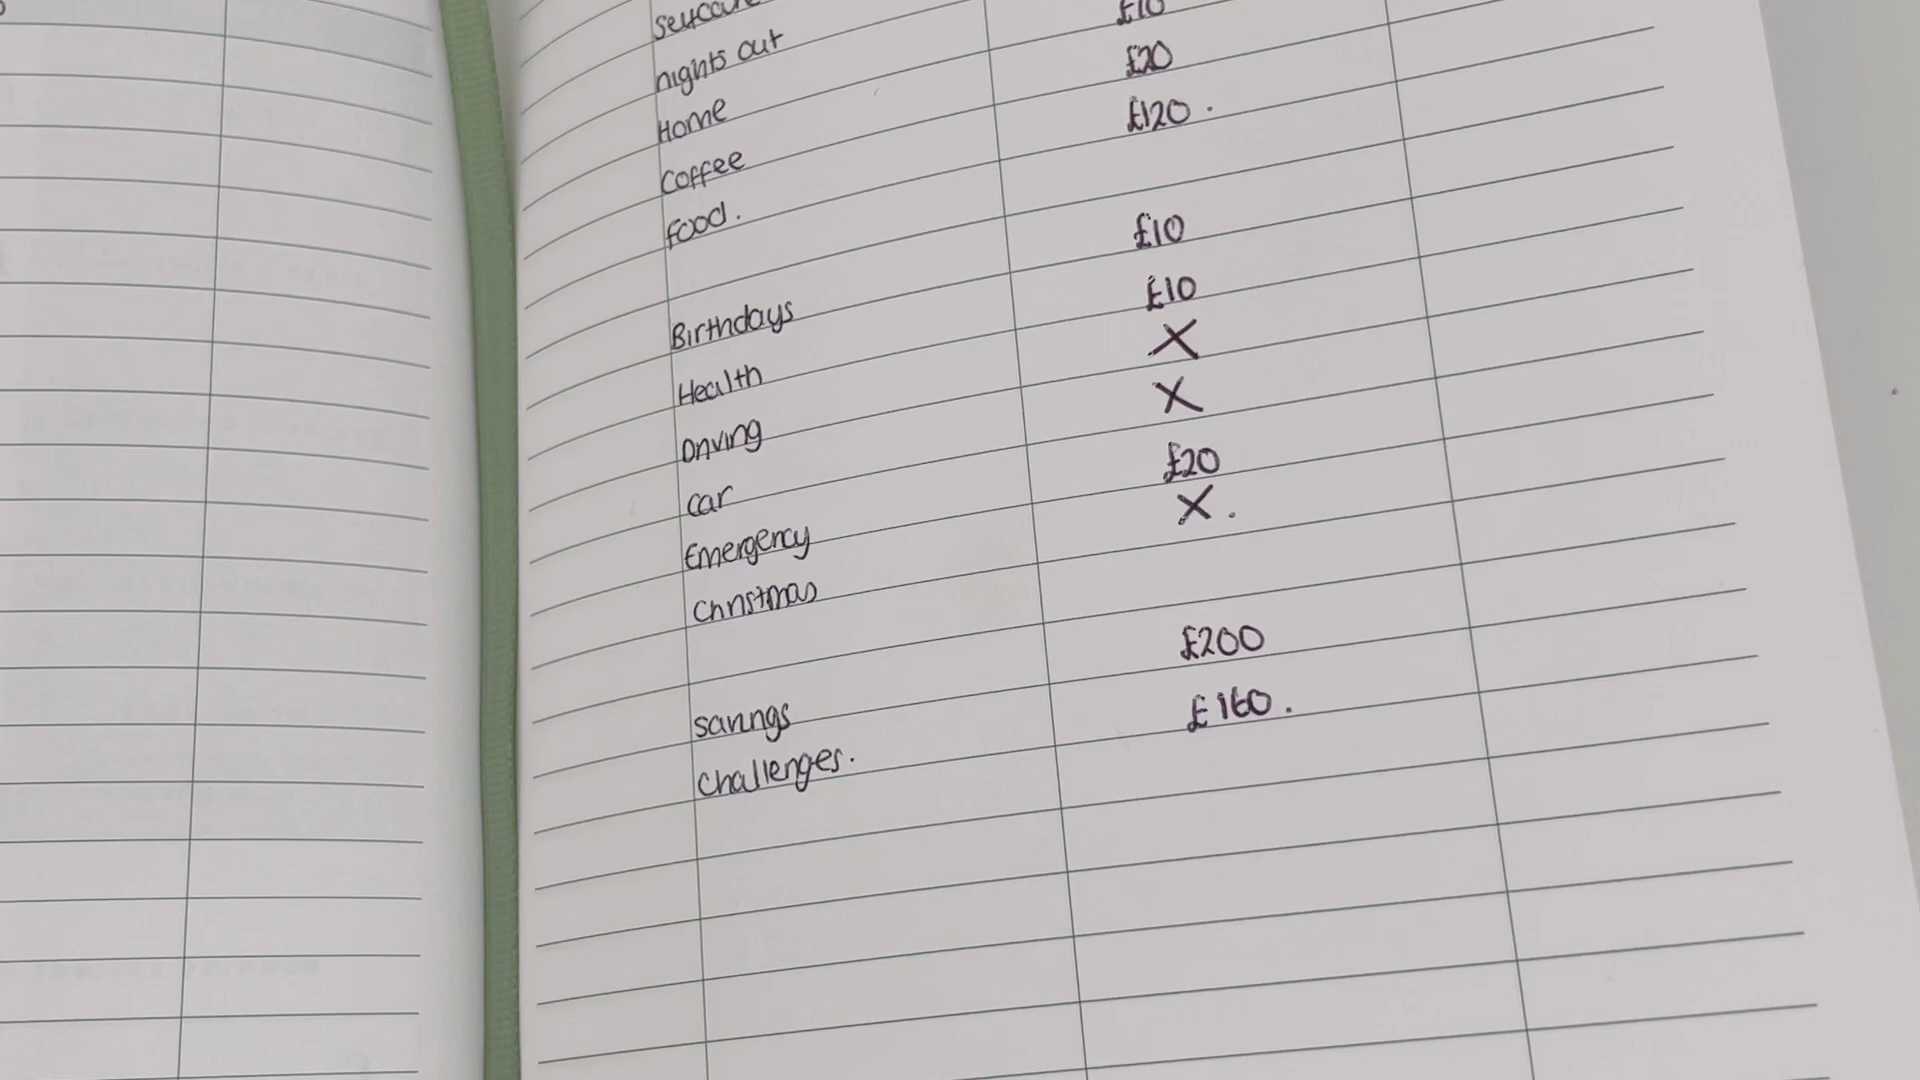 nights out
Home £10
Coffee £20
food. £120.
Birthdays £10
Health £10
Driving X
car X
Emergency £20
Christmas X.
savings £200
challenges. £160.